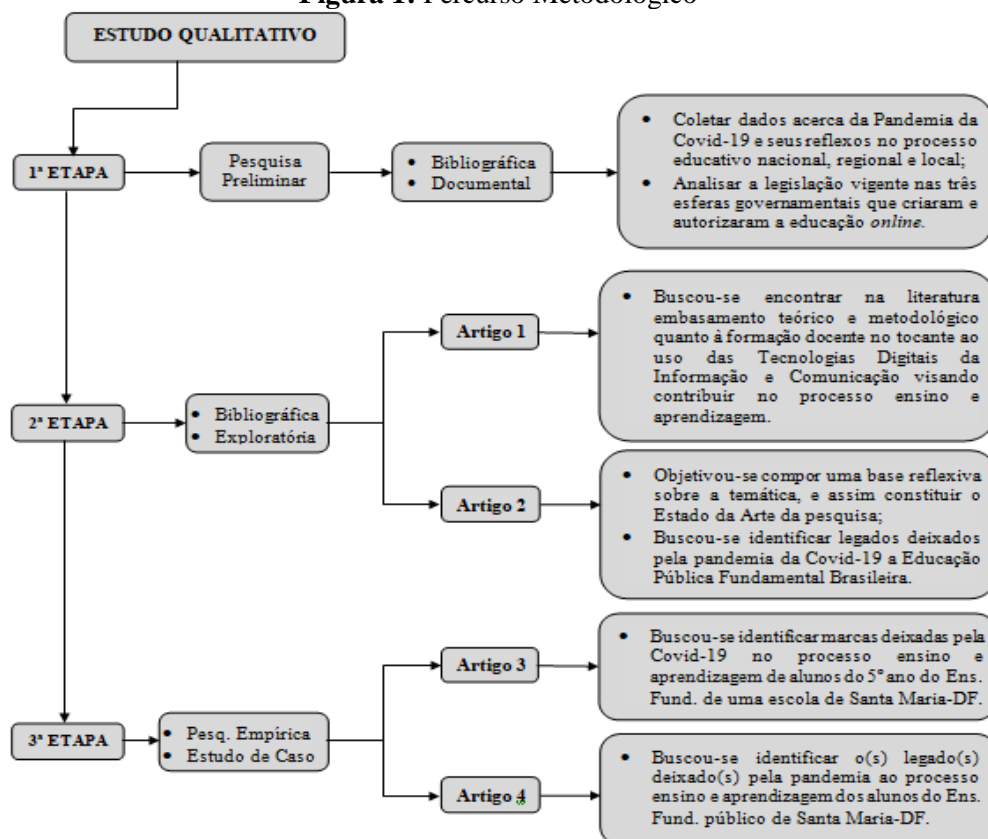 Figura 1. Percurso Metodológico
ESTUDO QUALITATIVO
1ª ETAPA
Pesquisa
Preliminar
• Bibliográfica
• Documental
• Coletar dados acerca da Pandemia da
Covid-19 e seus reflexos no processo
educativo nacional, regional e local;
• Analisar a legislação vigente nas três
esferas governamentais que criaram e
autorizaram a educação online.
2ª ETAPA
• Bibliográfica
• Exploratória
Artigo 1
• Buscou-se encontrar na literatura
embasamento teórico e metodológico
quanto à formação docente no tocante ao
uso das Tecnologias Digitais da
Informação e Comunicação visando
contribuir no processo ensino e
aprendizagem.
Artigo 2
• Objetivou-se compor uma base reflexiva
sobre a temática, e assim constituir o
Estado da Arte da pesquisa;
• Buscou-se identificar legados deixados
pela pandemia da Covid-19 a Educação
Pública Fundamental Brasileira.
3ª ETAPA
• Pesq. Empírica
• Estudo de Caso
Artigo 3
• Buscou-se identificar marcas deixadas pela
Covid-19 no processo ensino e
aprendizagem de alunos do 5° ano do Ens.
Fund. de uma escola de Santa Maria-DF.
Artigo 4
• Buscou-se identificar o(s) legado(s)
deixado(s) pela pandemia ao processo
ensino e aprendizagem dos alunos do Ens.
Fund. público de Santa Maria-DF.